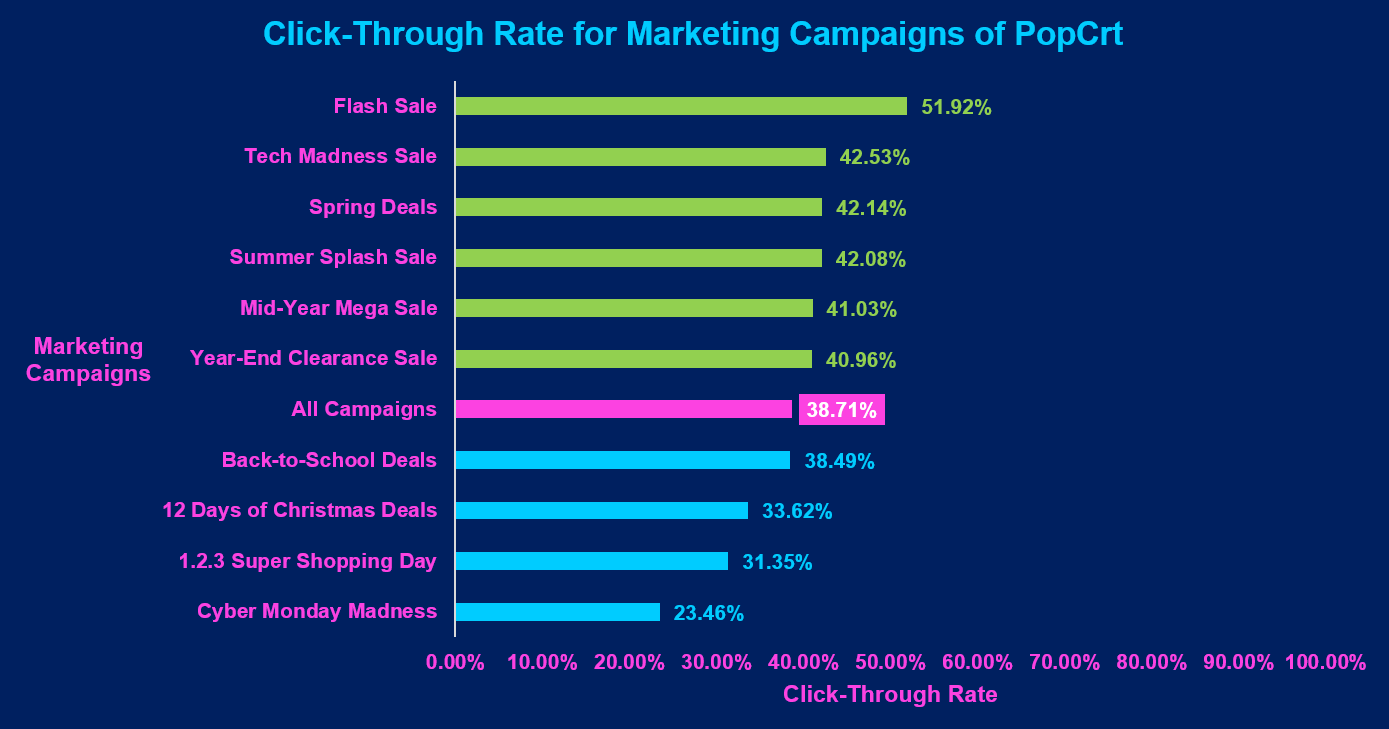 Click-Through Rate for Marketing Campaigns of PopCrt
Flash Sale 51.92%
Tech Madness Sale 42.53%
Spring Deals 42.14%
Summer Splash Sale 42.08%
Mid-Year Mega Sale 41.03%
Marketing
Campaigns
Year-End Clearance Sale 40.96%
All Campaigns 38.71%
Back-to-School Deals 38.49%
12 Days of Christmas Deals 33.62%
1.2.3 Super Shopping Day 31.35%
Cyber Monday Madness 23.46%
0.00% 10.00% 20.00% 30.00% 40.00% 50.00% 60.00% 70.00% 80.00% 90.00% 100.00%
Click-Through Rate